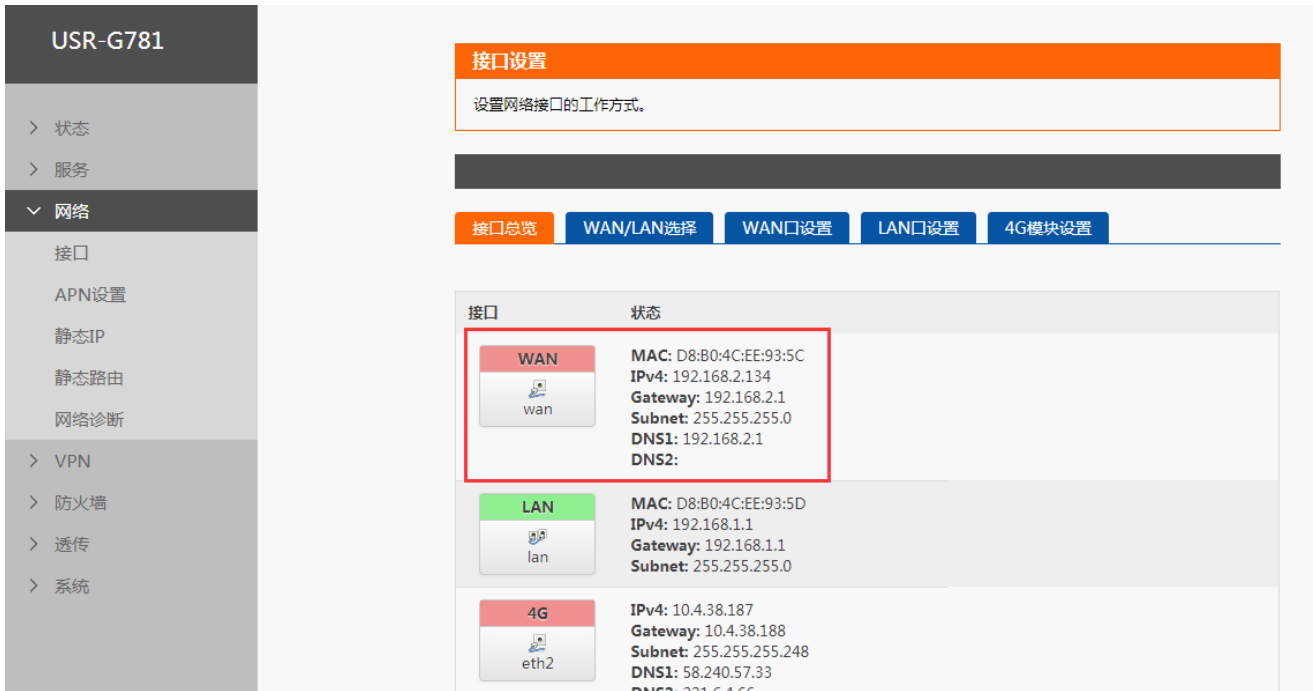 USR-G781
状态
服务
网络
接口
APN设置
静态IP
静态路由
网络诊断
VPN
防火墙
透传
系统
接口设置
设置网络接口的工作方式。
接口总览 WAN/LAN选择 WAN口设置 LAN口设置 4G模块设置
接口 状态
WAN
wan
MAC: D8:B0:4C:EE:93:5C
IPv4: 192.168.2.134
Gateway: 192.168.2.1
Subnet: 255.255.255.0
DNS1: 192.168.2.1
DNS2:
LAN
lan
MAC: D8:B0:4C:EE:93:5D
IPv4: 192.168.1.1
Gateway: 192.168.1.1
Subnet: 255.255.255.0
4G
eth2
IPv4: 10.4.38.187
Gateway: 10.4.38.188
Subnet: 255.255.255.248
DNS1: 58.240.57.33